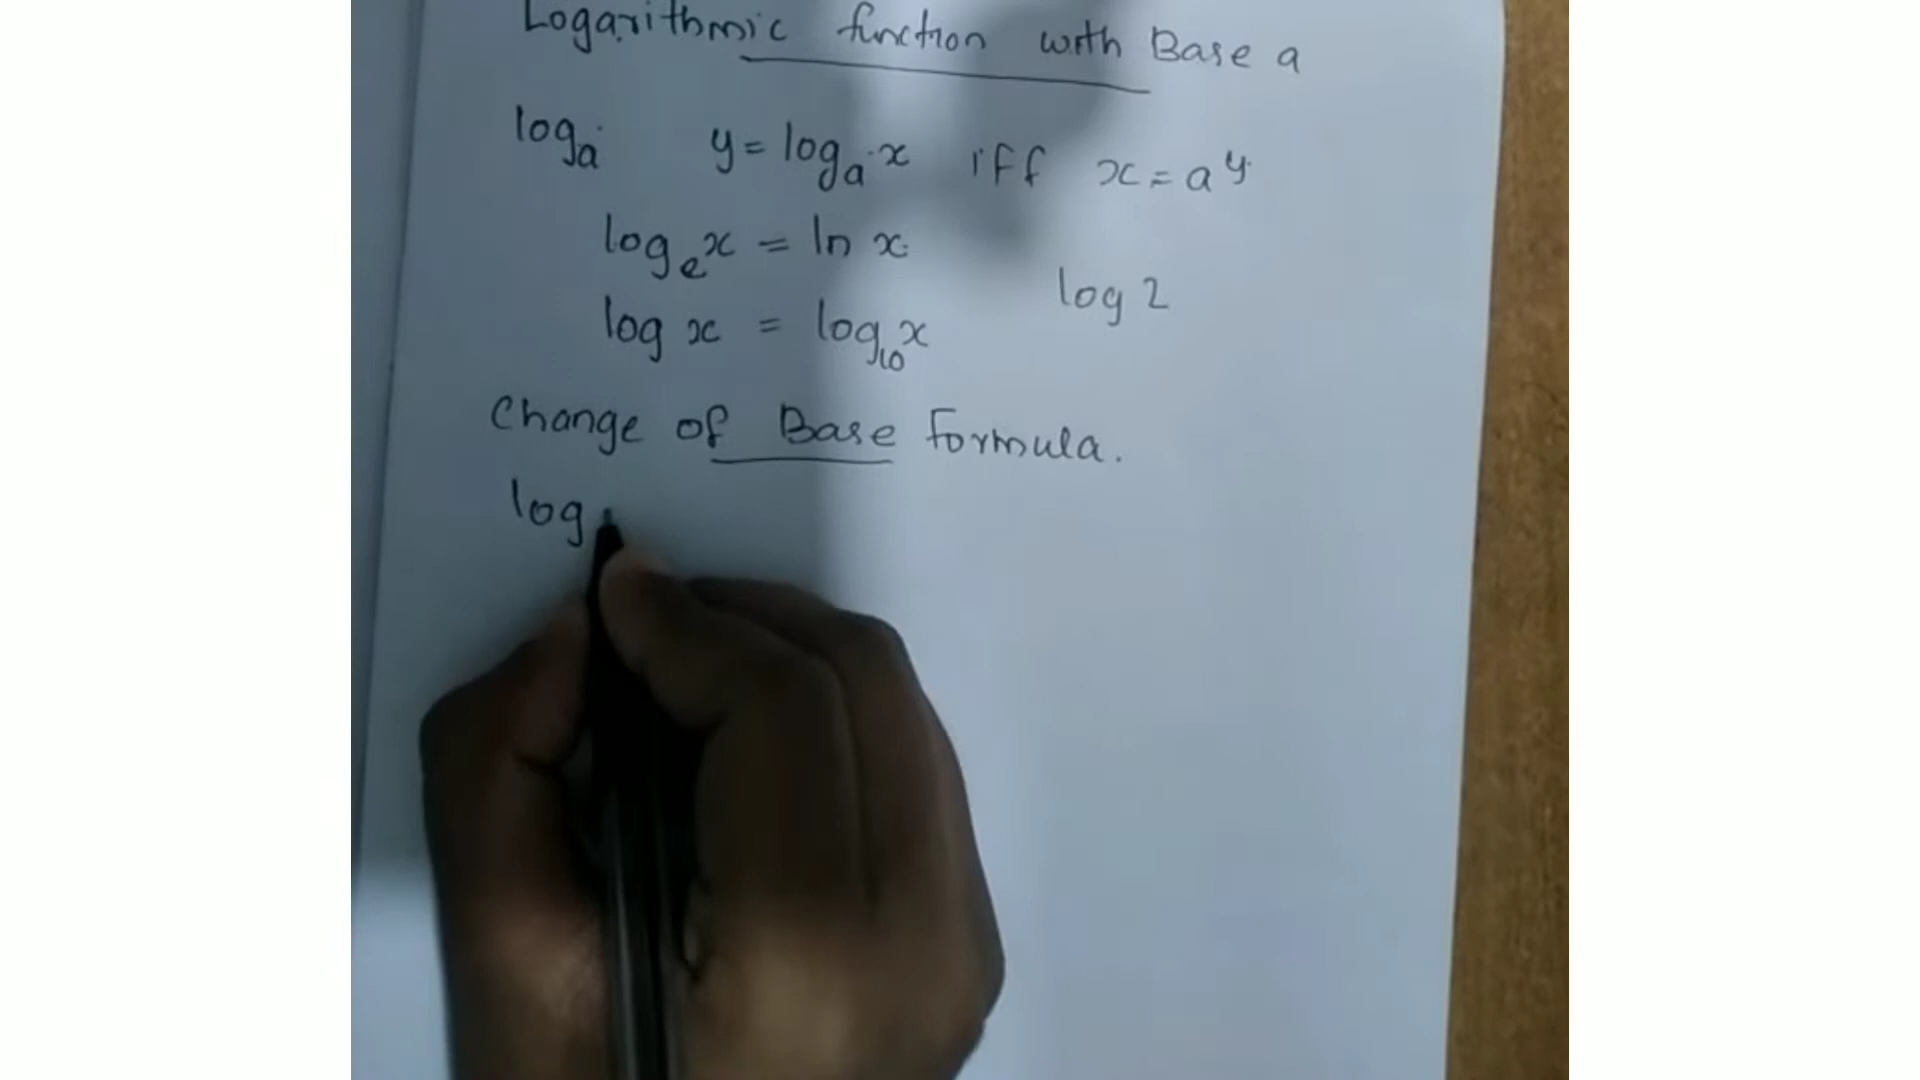 Logarithmic function with Base a
logₐ y = logₐ x iff x = a^y
logₑ x = ln x
log 2
log x = log₁₀ x
Change of Base Formula.
log